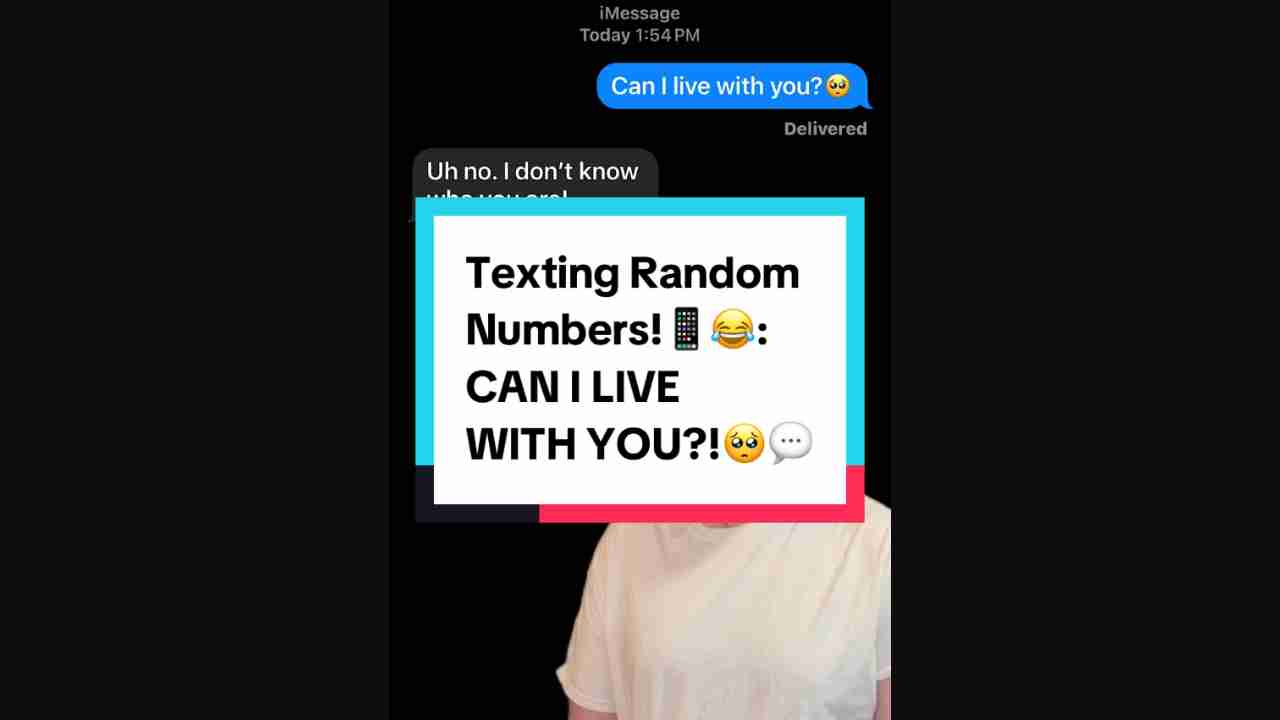 iMessage
Today 1:54 PM
Can I live with you?🥺
Delivered
Uh no. I don’t know
Texting Random
Numbers!📱😂:
CAN I LIVE
WITH YOU?!🥺💬